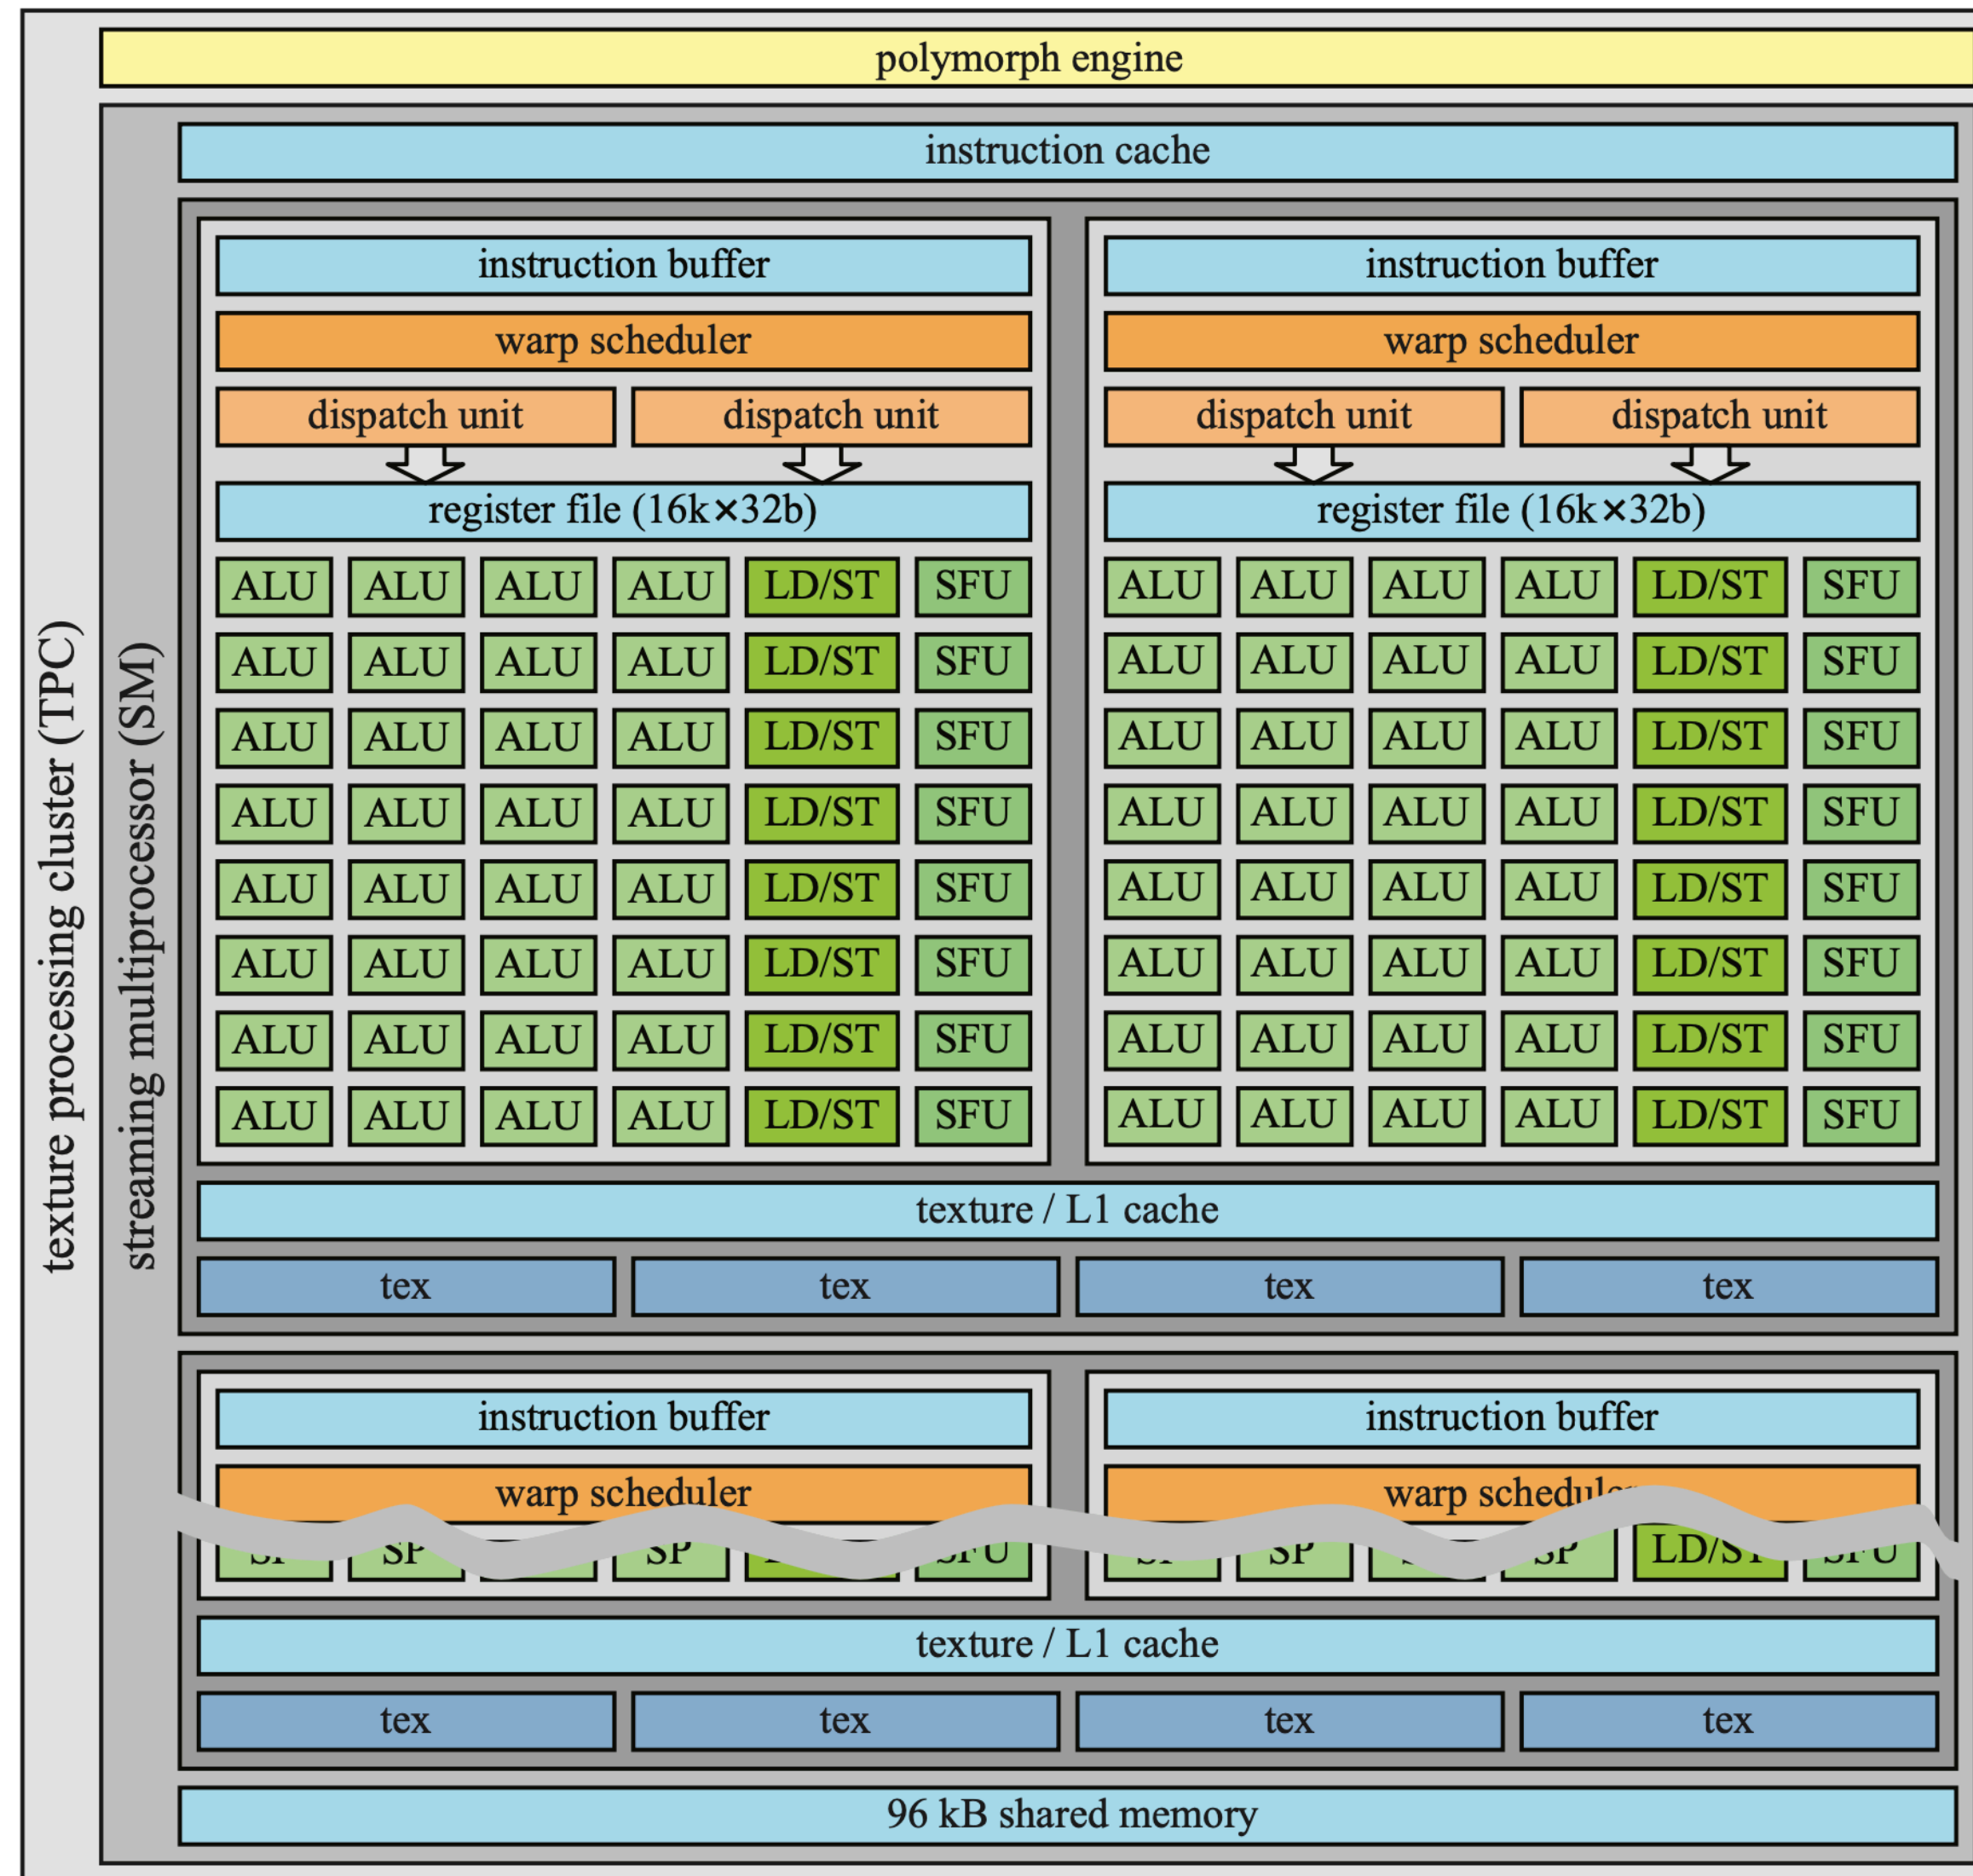 polymorph engine
texture processing cluster (TPC)
streaming multiprocessor (SM)
instruction cache
instruction buffer instruction buffer
warp scheduler warp scheduler
dispatch unit dispatch unit dispatch unit dispatch unit
register file (16k×32b) register file (16k×32b)
ALU ALU ALU ALU LD/ST SFU ALU ALU ALU ALU LD/ST SFU
ALU ALU ALU ALU LD/ST SFU ALU ALU ALU ALU LD/ST SFU
ALU ALU ALU ALU LD/ST SFU ALU ALU ALU ALU LD/ST SFU
ALU ALU ALU ALU LD/ST SFU ALU ALU ALU ALU LD/ST SFU
ALU ALU ALU ALU LD/ST SFU ALU ALU ALU ALU LD/ST SFU
ALU ALU ALU ALU LD/ST SFU ALU ALU ALU ALU LD/ST SFU
ALU ALU ALU ALU LD/ST SFU ALU ALU ALU ALU LD/ST SFU
ALU ALU ALU ALU LD/ST SFU ALU ALU ALU ALU LD/ST SFU
texture / L1 cache
tex tex tex tex
instruction buffer instruction buffer
warp scheduler warp scheduler
SP SP SP SP LD/ST SFU
texture / L1 cache
tex tex tex tex
96 kB shared memory